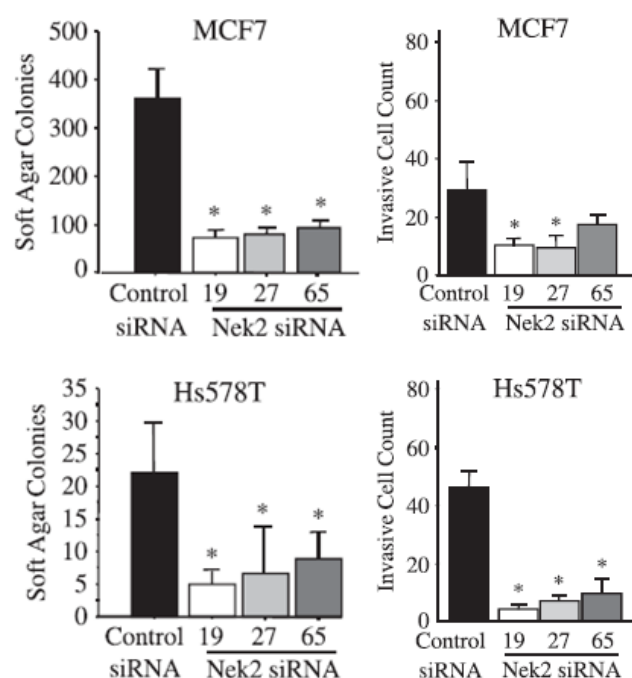 MCF7
Soft Agar Colonies
500
400
300
200
100
0
* * *
Control 19 27 65
siRNA Nek2 siRNA
MCF7
Invasive Cell Count
80
60
40
20
0
* *
Control 19 27 65
siRNA Nek2 siRNA
Hs578T
Soft Agar Colonies
35
30
25
20
15
10
5
0
* * *
Control 19 27 65
siRNA Nek2 siRNA
Hs578T
Invasive Cell Count
80
60
40
20
0
* * *
Control 19 27 65
siRNA Nek2 siRNA